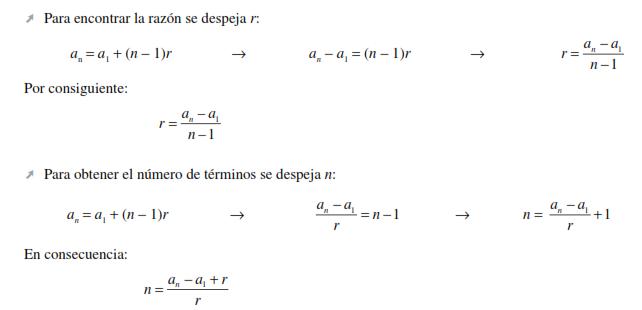 Para encontrar la razón se despeja r:
aₙ = a₁ + (n – 1)r → aₙ – a₁ = (n – 1)r → r = (aₙ – a₁)/(n – 1)
Por consiguiente:
r = (aₙ – a₁)/(n – 1)
Para obtener el número de términos se despeja n:
aₙ = a₁ + (n – 1)r → (aₙ – a₁)/r = n – 1 → n = (aₙ – a₁)/r + 1
En consecuencia:
n = (aₙ – a₁ + r)/r